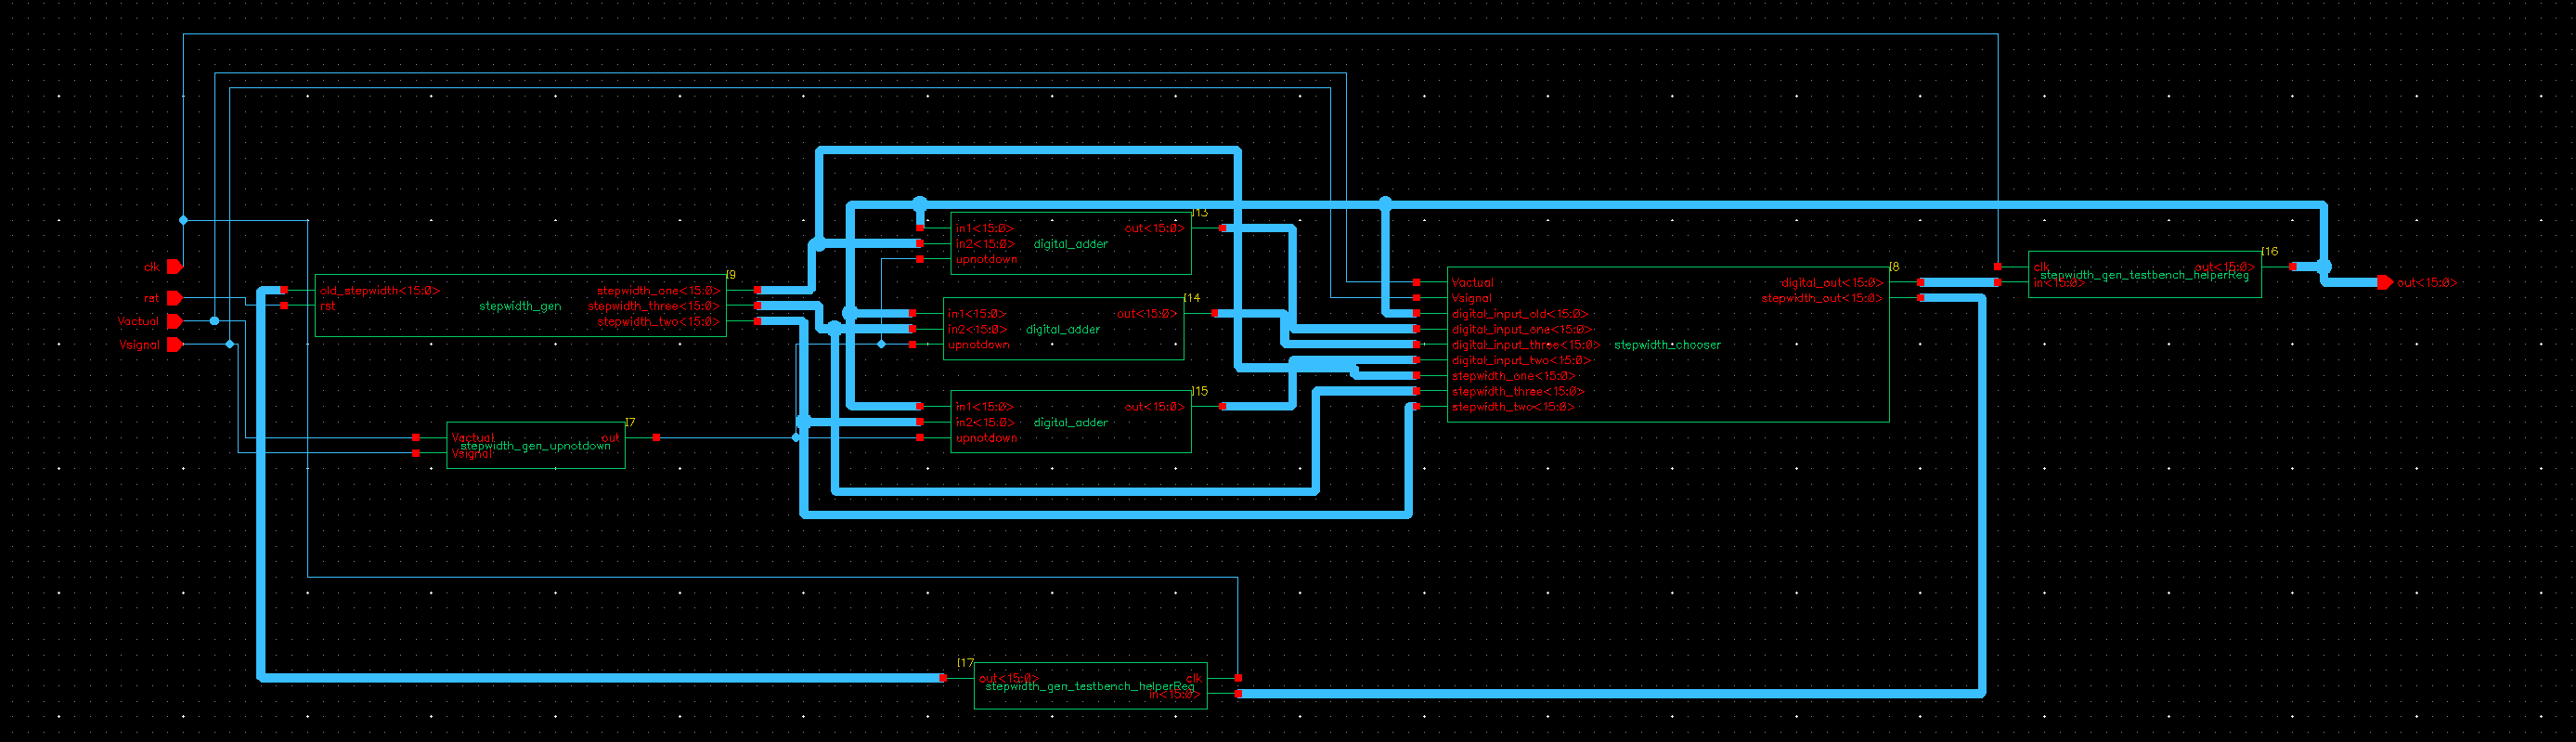 clk
rst
Vactual
Vsignal
I9
old_stepwidth<15:0>
rst
stepwidth_gen
stepwidth_one<15:0>
stepwidth_three<15:0>
stepwidth_two<15:0>
I7
Vactual
Vsignal
stepwidth_gen_upnotdown
out
I13
in1<15:0>
in2<15:0>
upnotdown
digital_adder
out<15:0>
I14
in1<15:0>
in2<15:0>
upnotdown
digital_adder
out<15:0>
I15
in1<15:0>
in2<15:0>
upnotdown
digital_adder
out<15:0>
I8
Vactual
Vsignal
digital_input_old<15:0>
digital_input_one<15:0>
digital_input_three<15:0>
digital_input_two<15:0>
stepwidth_one<15:0>
stepwidth_three<15:0>
stepwidth_two<15:0>
stepwidth_chooser
digital_out<15:0>
stepwidth_out<15:0>
I16
clk
in<15:0>
stepwidth_gen_testbench_helperReg
out<15:0>
out<15:0>
I17
out<15:0>
stepwidth_gen_testbench_helperReg
clk
in<15:0>